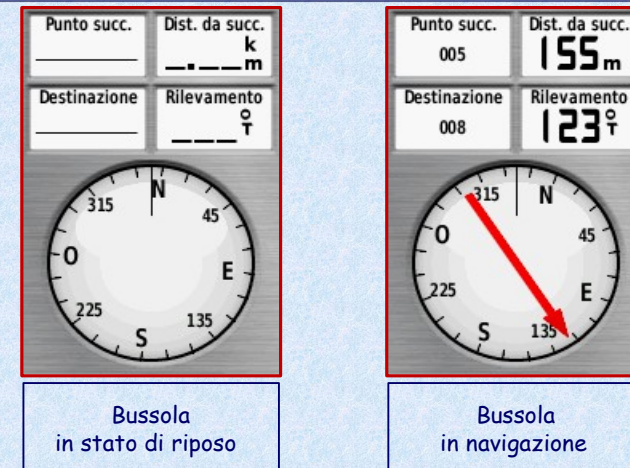 Punto succ.
Dist. da succ.
_._ _ k m
Destinazione
Rilevamento
_ _ _ ° T
N
315
45
O
E
225
135
S
Bussola
in stato di riposo
Punto succ.
005
Dist. da succ.
155 m
Destinazione
008
Rilevamento
123° T
315
N
O
45
225
E
S
135
Bussola
in navigazione